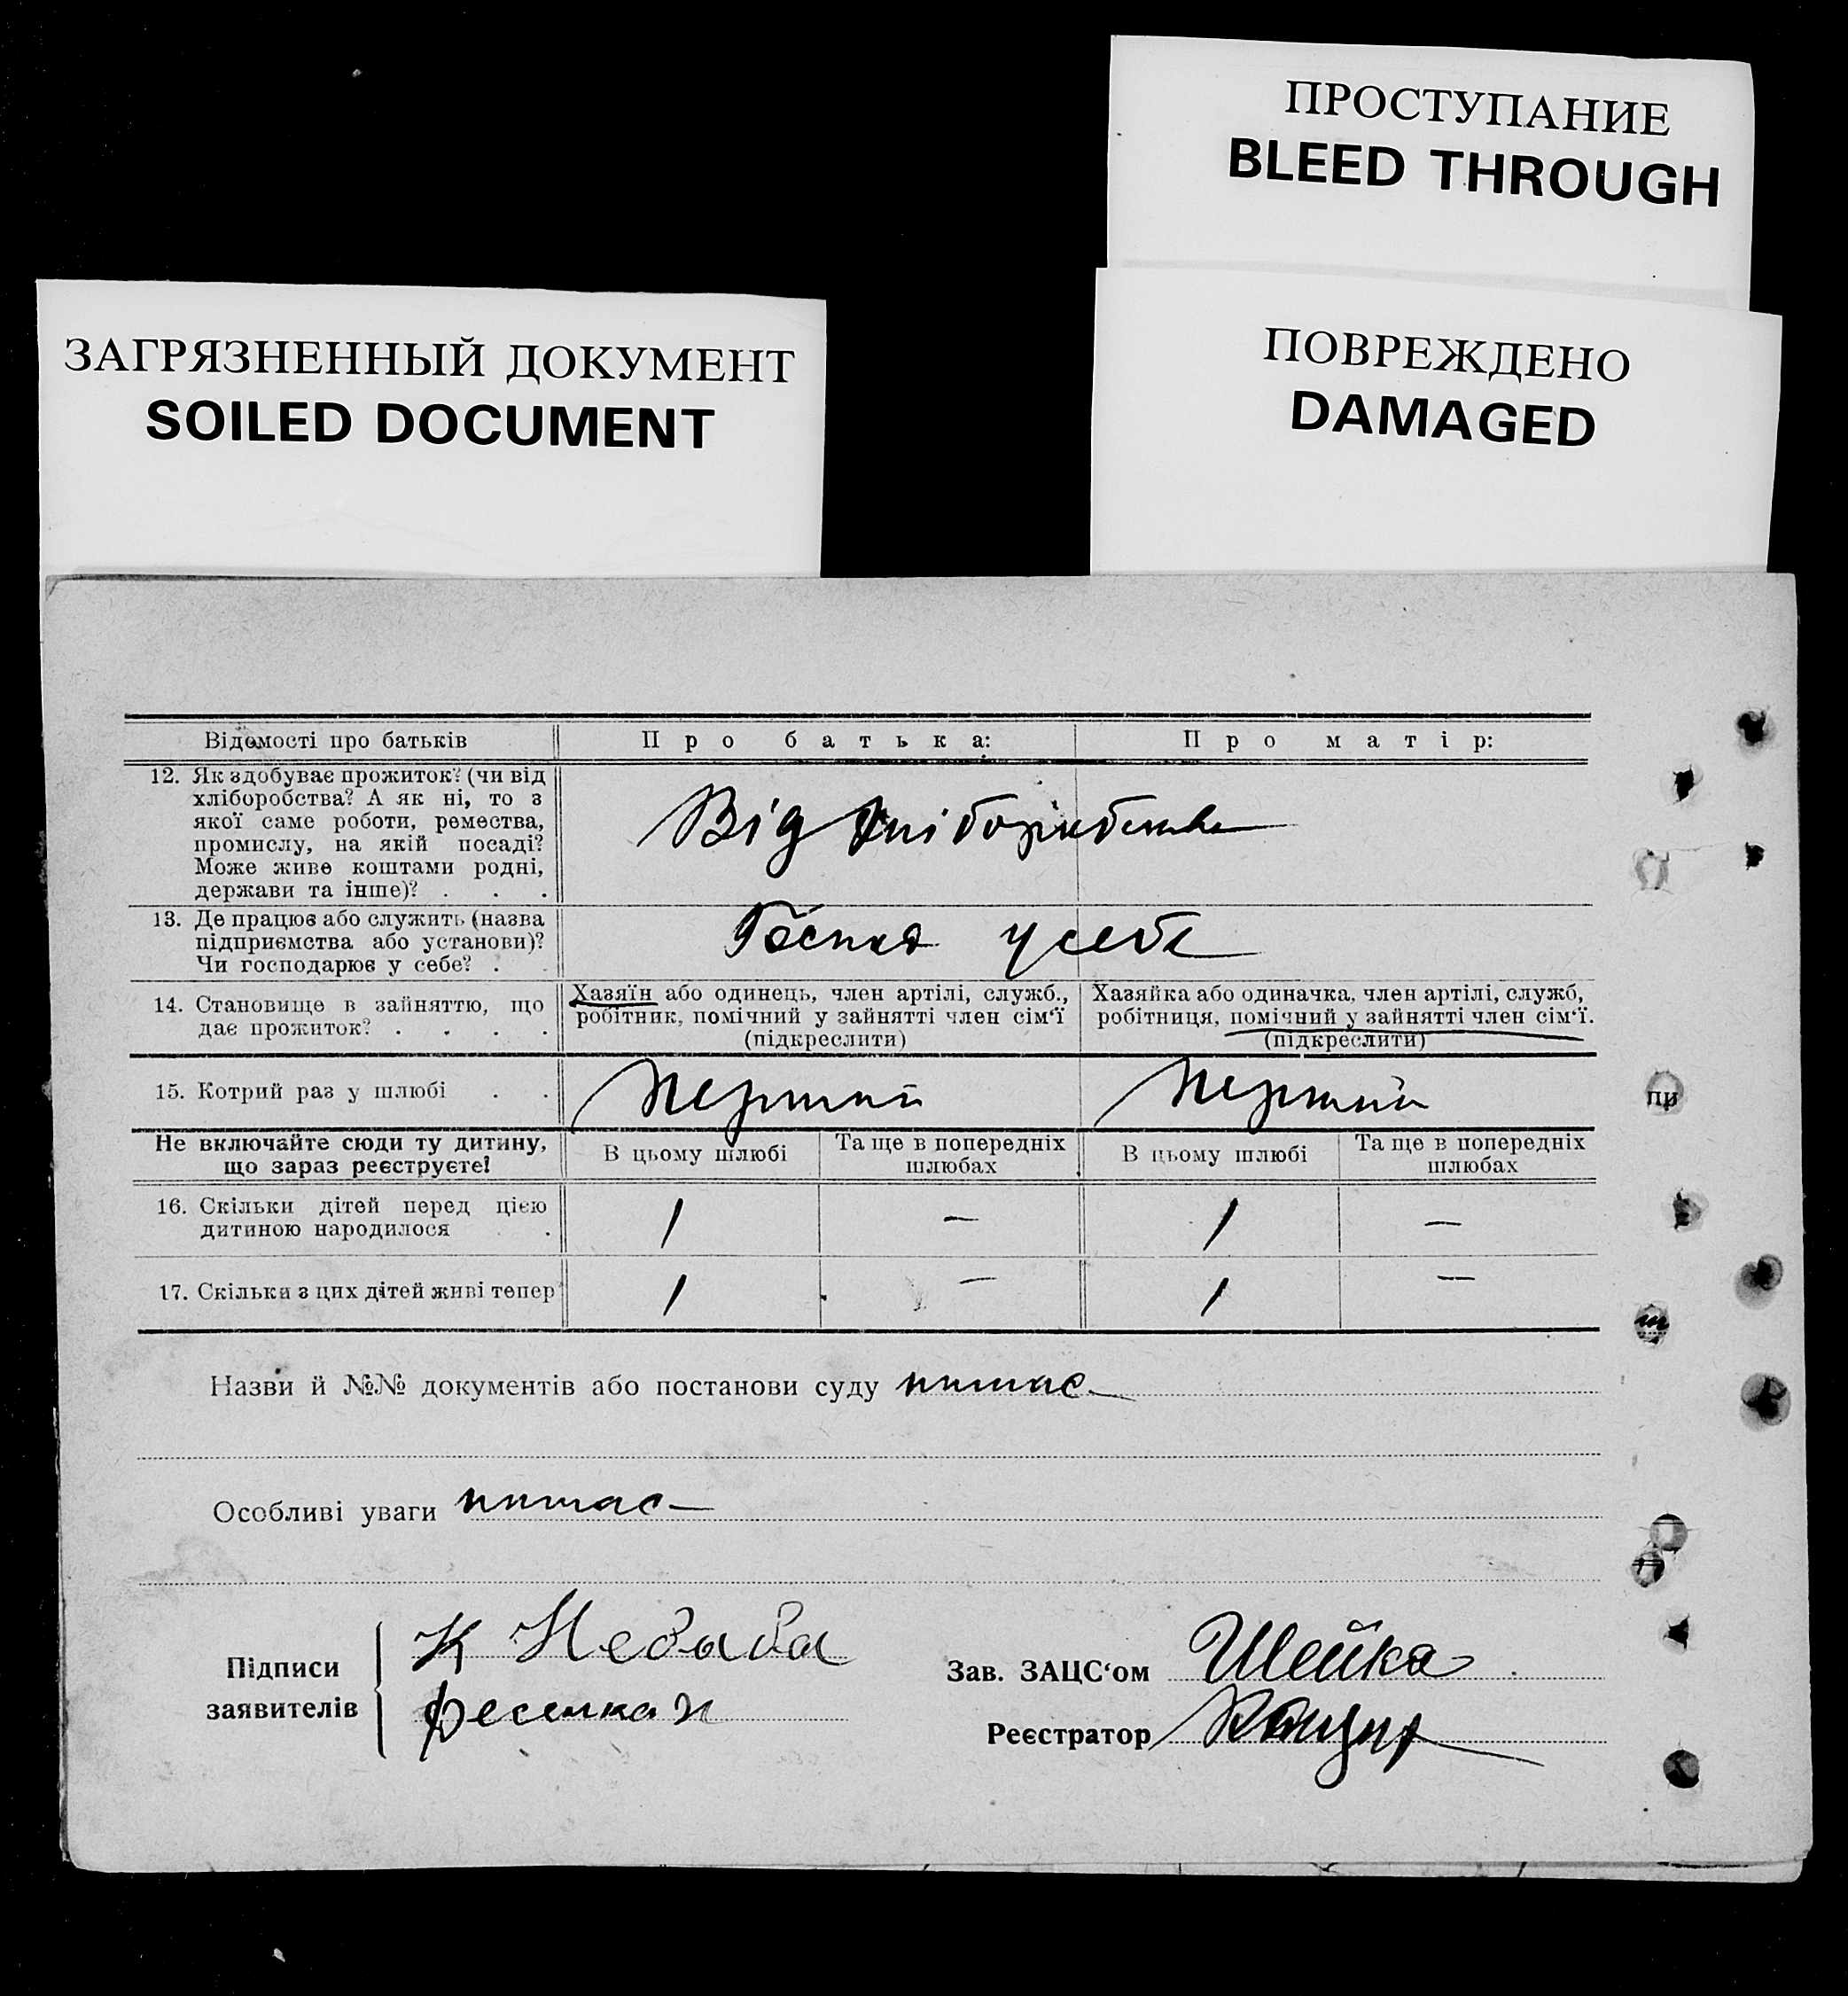 ПРОСТУПАНИЕ
BLEED THROUGH
ЗАГРЯЗНЕННЫЙ ДОКУМЕНТ
SOILED DOCUMENT
ПОВРЕЖДЕНО
DAMAGED
Відомості про батьків
Про батька:
Про матір:
12. Як здобуває прожиток? (чи від
хліборобства? А як ні, то з
якої саме роботи, ремества,
промислу, на якій посаді?
Може живе коштами родні,
держави та інше)? . . .
Від хліборобства
13. Де працює або служить (назва
підприємства або установи)?
Чи господарює у себе? . .
у себе
14. Становище в зайняттю, що
дає прожиток? . . . .
Хазяїн або одинець, член артілі, служб.,
робітник, помічний у зайнятті член сім'ї
(підкреслити)
Хазяйка або одиначка, член артілі, служб,
робітниця, помічний у зайнятті член сім'ї.
(підкреслити)
15. Котрий раз у шлюбі . .
Перший
Перший
Не включайте сюди ту дитину,
що зараз реєструєте!
В цьому шлюбі
Та ще в попередніх
шлюбах
В цьому шлюбі
Та ще в попередніх
шлюбах
16. Скільки дітей перед цією
дитиною народилося . .
1 — 1 —
17. Скільки з цих дітей живі тепер
1 — 1 —
Назви й №№ документів або постанови суду немає
Особливі уваги немає
Підписи
заявителів
К Недава
Фесенка
Зав. ЗАЦС'ом Шейка
Реєстратор